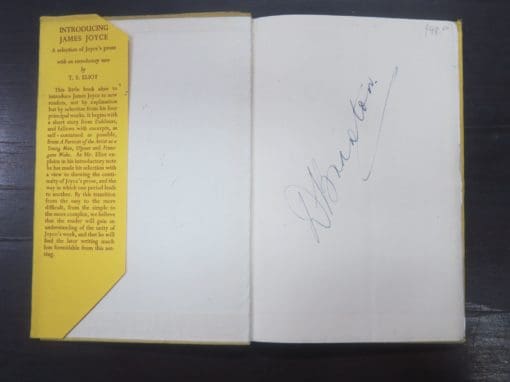 INTRODUCING
JAMES JOYCE
A selection of Joyce's prose
with an introductory note
by
T. S. ELIOT
This little book aims to
introduce James Joyce to new
readers, not by explanation
but by selection from his four
principal works. It begins with
a short story from Dubliners,
and follows with excerpts, as
self-contained as possible,
from A Portrait of the Artist as a
Young Man, Ulysses and Finne-
gans Wake. As Mr. Eliot ex-
plains in his introductory note
he has made his selection with
a view to showing the conti-
nuity of Joyce's prose, and the
way in which one period leads
to another. By this transition
from the easy to the more
difficult, from the simple to
the more complex, we believe
that the reader will gain an
understanding of the unity of
Joyce's work, and that he will
find the later writing much
less formidable from this set-
ting.